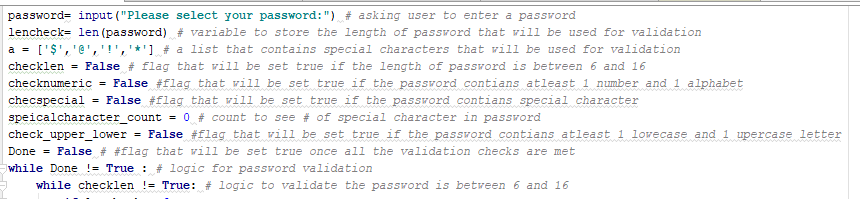 password= input("Please select your password:") # asking user to enter a password
lencheck= len(password) # variable to store the length of password that will be used for validation
a = ['$','@','!','*'] # a list that contains special characters that will be used for validation
checklen = False # flag that will be set true if the length of password is between 6 and 16
checknumeric = False #flag that will be set true if the password contians atleast 1 number and 1 alphabet
checspecial = False #flag that will be set true if the password contians special character
speicalcharacter_count = 0 # count to see # of special character in password
check_upper_lower = False #flag that will be set true if the password contians atleast 1 lovecase and 1 upercase letter
Done = False # #flag that will be set true once all the validation checks are met
while Done != True : # logic for password validation
while checklen != True: # logic to validate the password is between 6 and 16